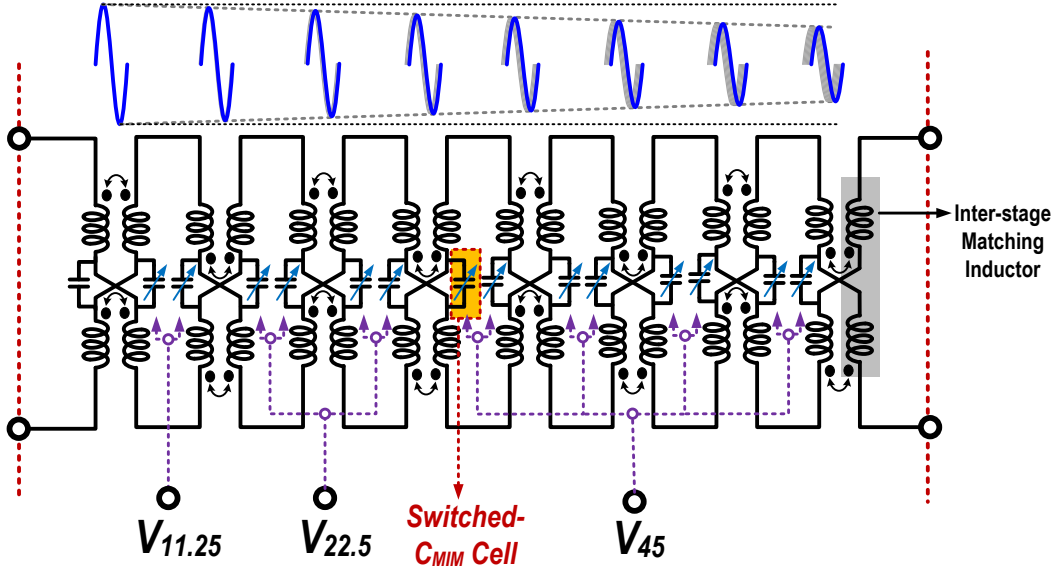 Inter-stage
Matching
Inductor
V11.25
V22.5
Switched-
CMIM Cell
V45